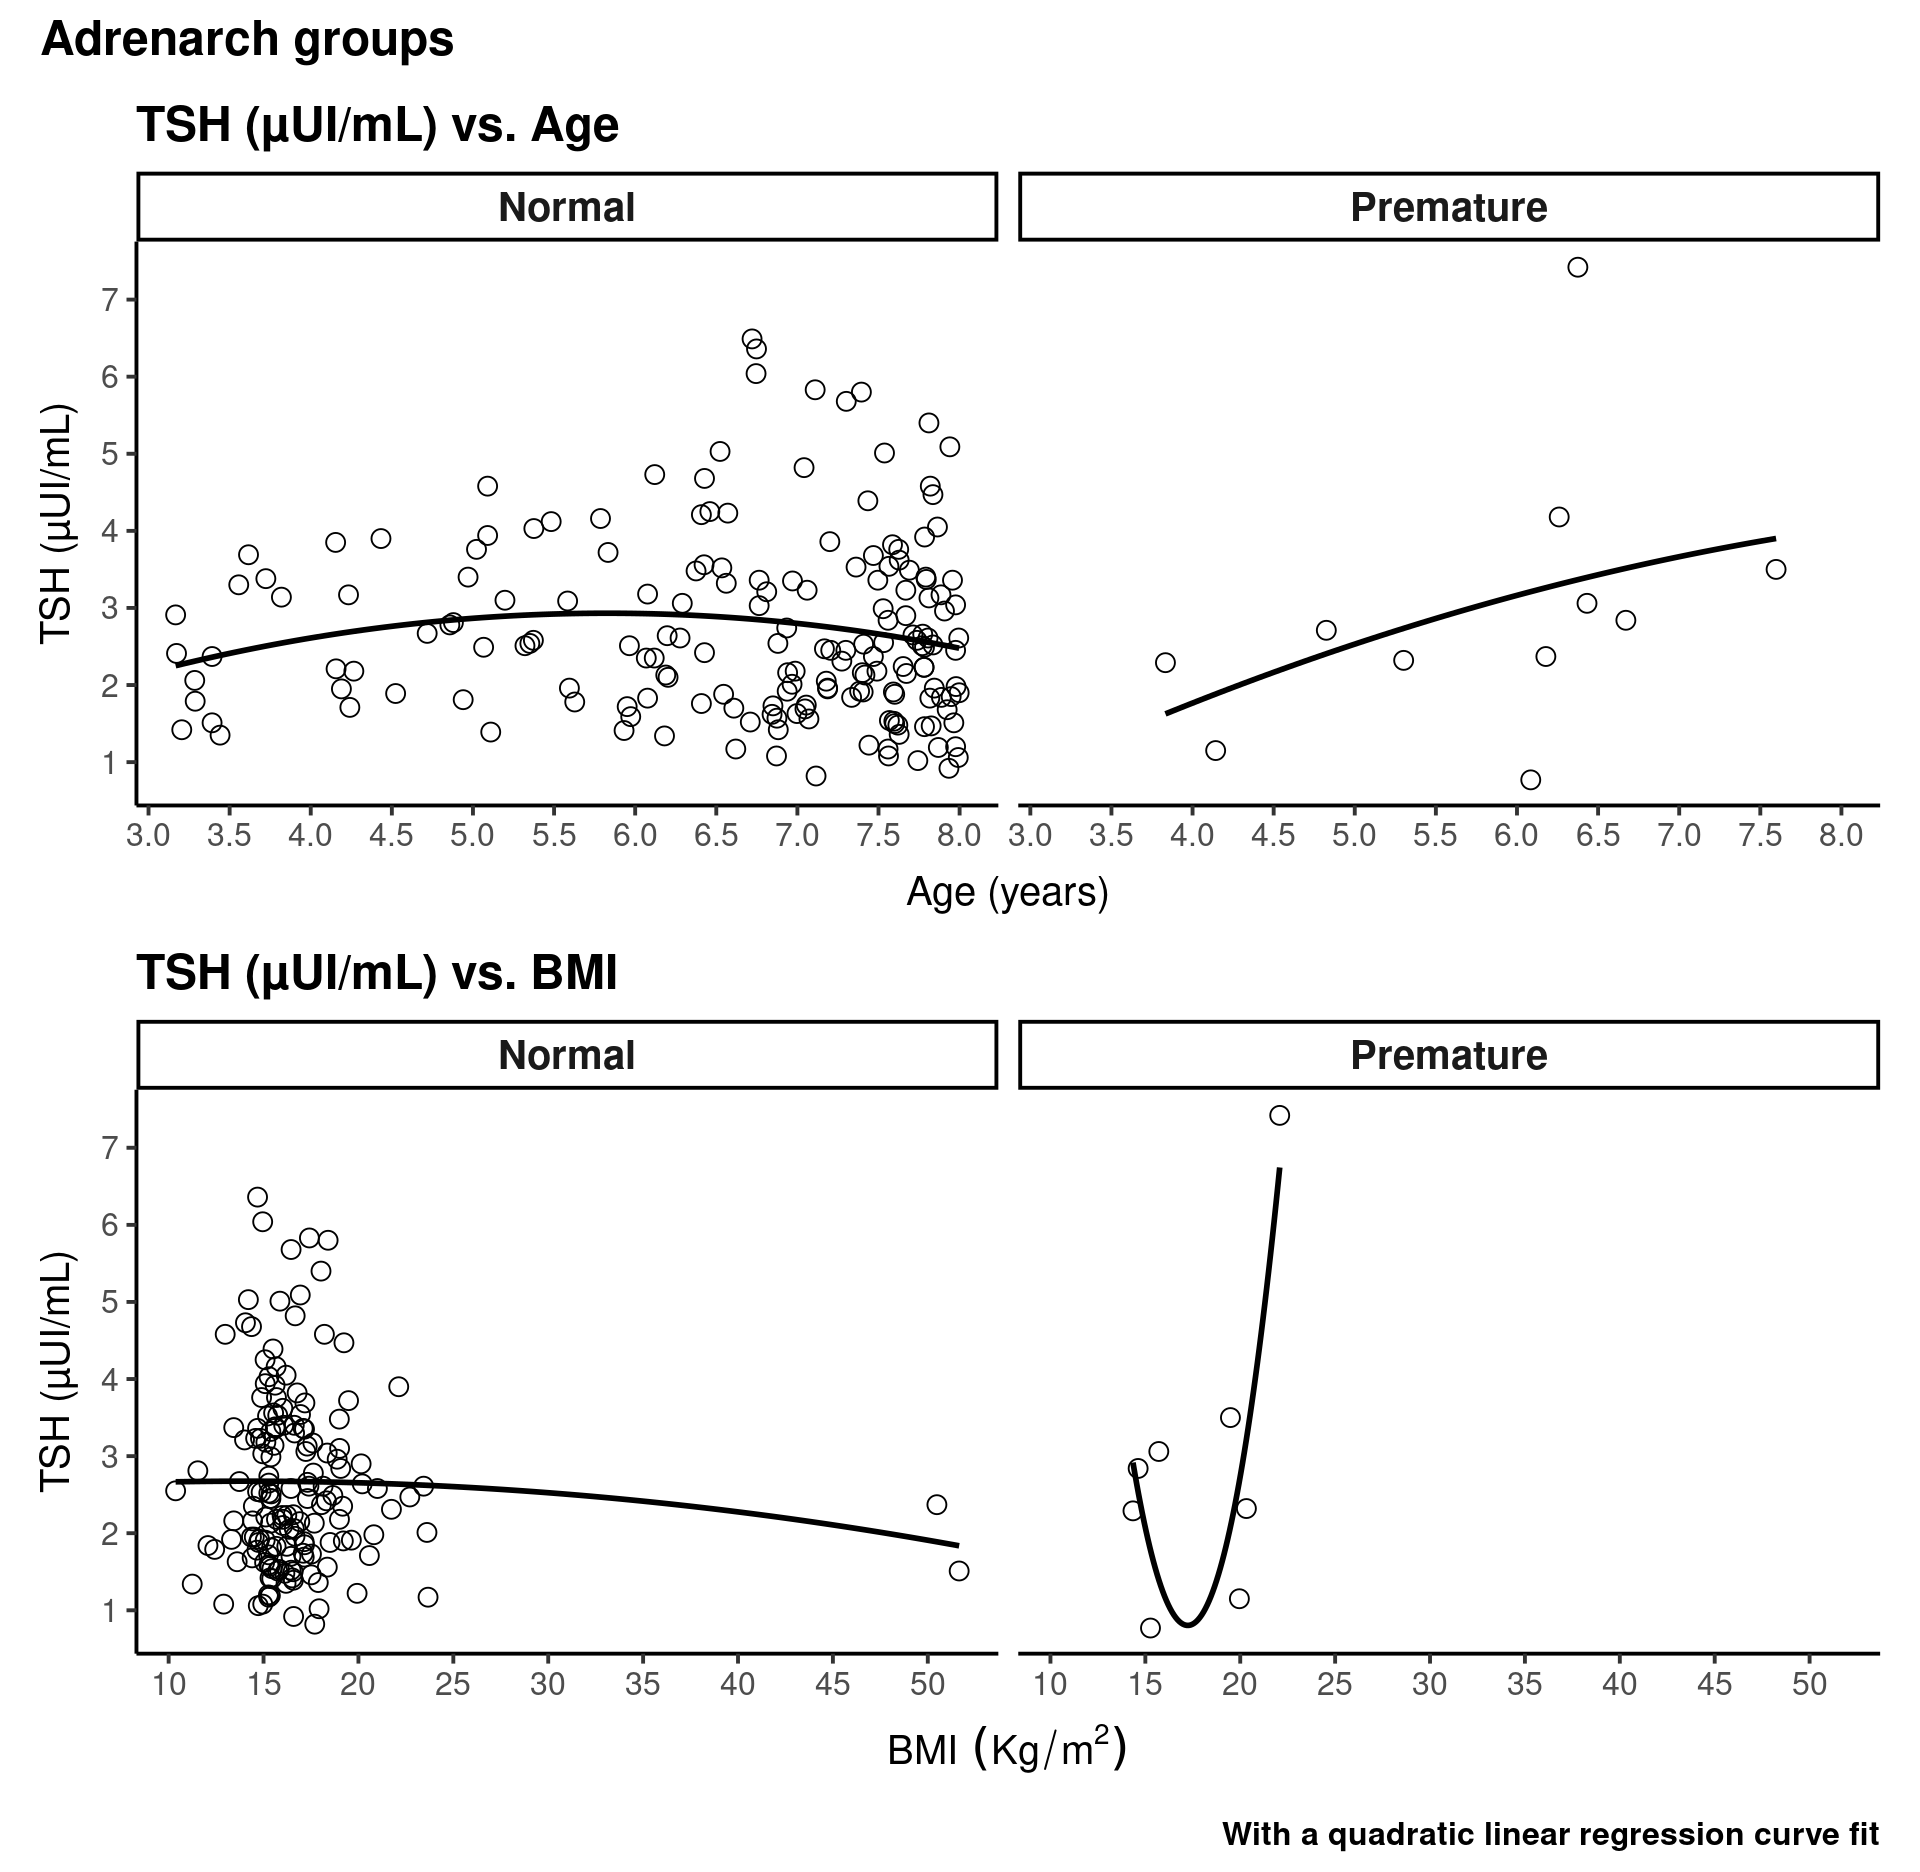 Adrenarch groups
TSH (µUI/mL) vs. Age
Normal Premature
TSH (µUI/mL)
7
6
5
4
3
2
1
3.0 3.5 4.0 4.5 5.0 5.5 6.0 6.5 7.0 7.5 8.0 3.0 3.5 4.0 4.5 5.0 5.5 6.0 6.5 7.0 7.5 8.0
Age (years)
TSH (µUI/mL) vs. BMI
Normal Premature
TSH (µUI/mL)
7
6
5
4
3
2
1
10 15 20 25 30 35 40 45 50 10 15 20 25 30 35 40 45 50
BMI (Kg/m²)
With a quadratic linear regression curve fit